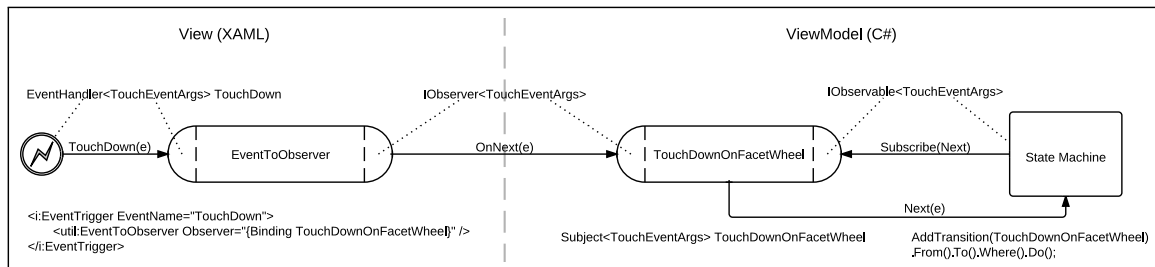 View (XAML)
ViewModel (C#)
EventHandler<TouchEventArgs> TouchDown
IObserver<TouchEventArgs>
IObservable<TouchEventArgs>
TouchDown(e)
EventToObserver
OnNext(e)
TouchDownOnFacetWheel
Subscribe(Next)
State Machine
Next(e)
<i:EventTrigger EventName="TouchDown">
<util:EventToObserver Observer="{Binding TouchDownOnFacetWheel}" />
</i:EventTrigger>
Subject<TouchEventArgs> TouchDownOnFacetWheel
AddTransition(TouchDownOnFacetWheel)
.From().To().Where().Do();